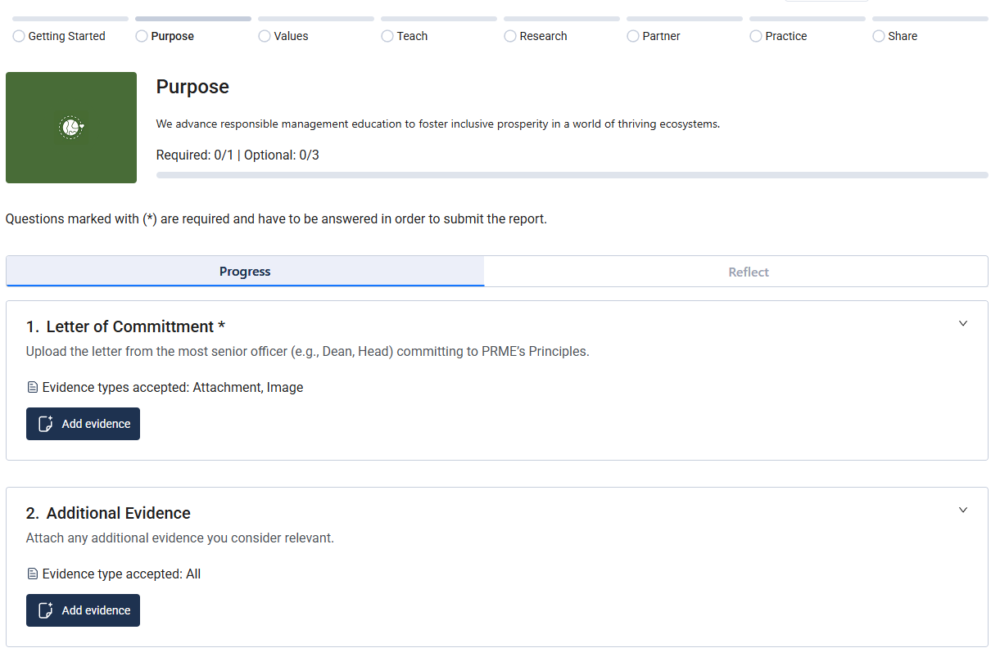 Getting Started
Purpose
Values
Teach
Research
Partner
Practice
Share
Purpose
We advance responsible management education to foster inclusive prosperity in a world of thriving ecosystems.
Required: 0/1 | Optional: 0/3
Questions marked with (*) are required and have to be answered in order to submit the report.
Progress
Reflect
1. Letter of Committment *
Upload the letter from the most senior officer (e.g., Dean, Head) committing to PRME’s Principles.
Evidence types accepted: Attachment, Image
Add evidence
2. Additional Evidence
Attach any additional evidence you consider relevant.
Evidence type accepted: All
Add evidence